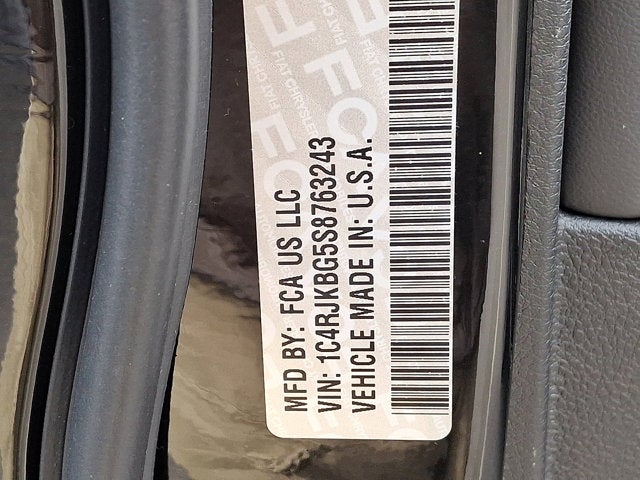 MFD BY: FCA US LLC
VIN: 1C4RJKBG5S8763243
VEHICLE MADE IN: U.S.A.